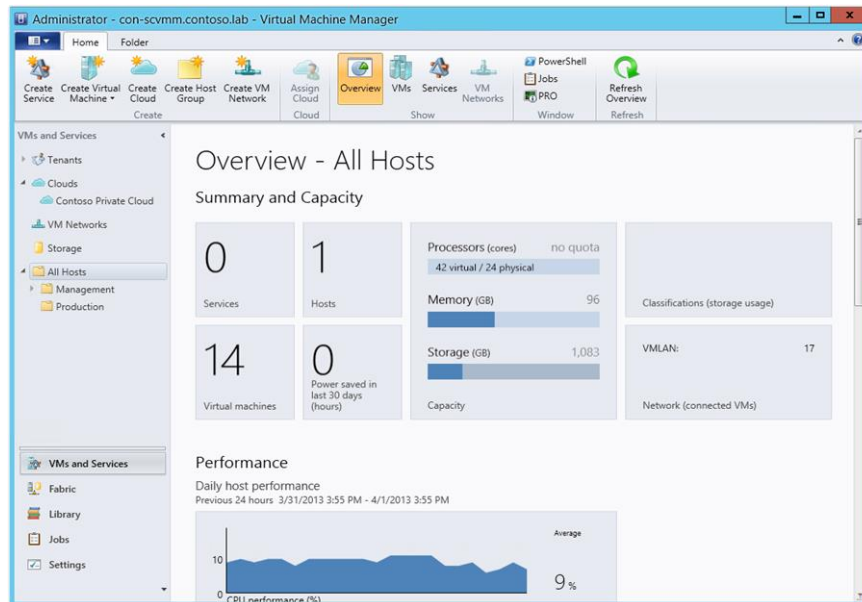 Administrator - con-scvmm.contoso.lab - Virtual Machine Manager
Home Folder
Create Service
Create Virtual Machine
Create Cloud
Create Host Group
Create VM Network
Assign Cloud
Overview
VMs
Services
VM Networks
PowerShell
Jobs
PRO
Refresh Overview
Create Cloud Show Window Refresh
VMs and Services
Tenants
Clouds
Contoso Private Cloud
VM Networks
Storage
All Hosts
Management
Production
VMs and Services
Fabric
Library
Jobs
Settings
Overview - All Hosts
Summary and Capacity
0
Services
1
Hosts
14
Virtual machines
0
Power saved in
last 30 days
(hours)
Processors (cores) no quota
42 virtual / 24 physical
Memory (GB) 96
Storage (GB) 1,083
Capacity
Classifications (storage usage)
VMLAN: 17
Network (connected VMs)
Performance
Daily host performance
Previous 24 hours 3/31/2013 3:55 PM - 4/1/2013 3:55 PM
Average
10
9 %
0
CPU performance (%)